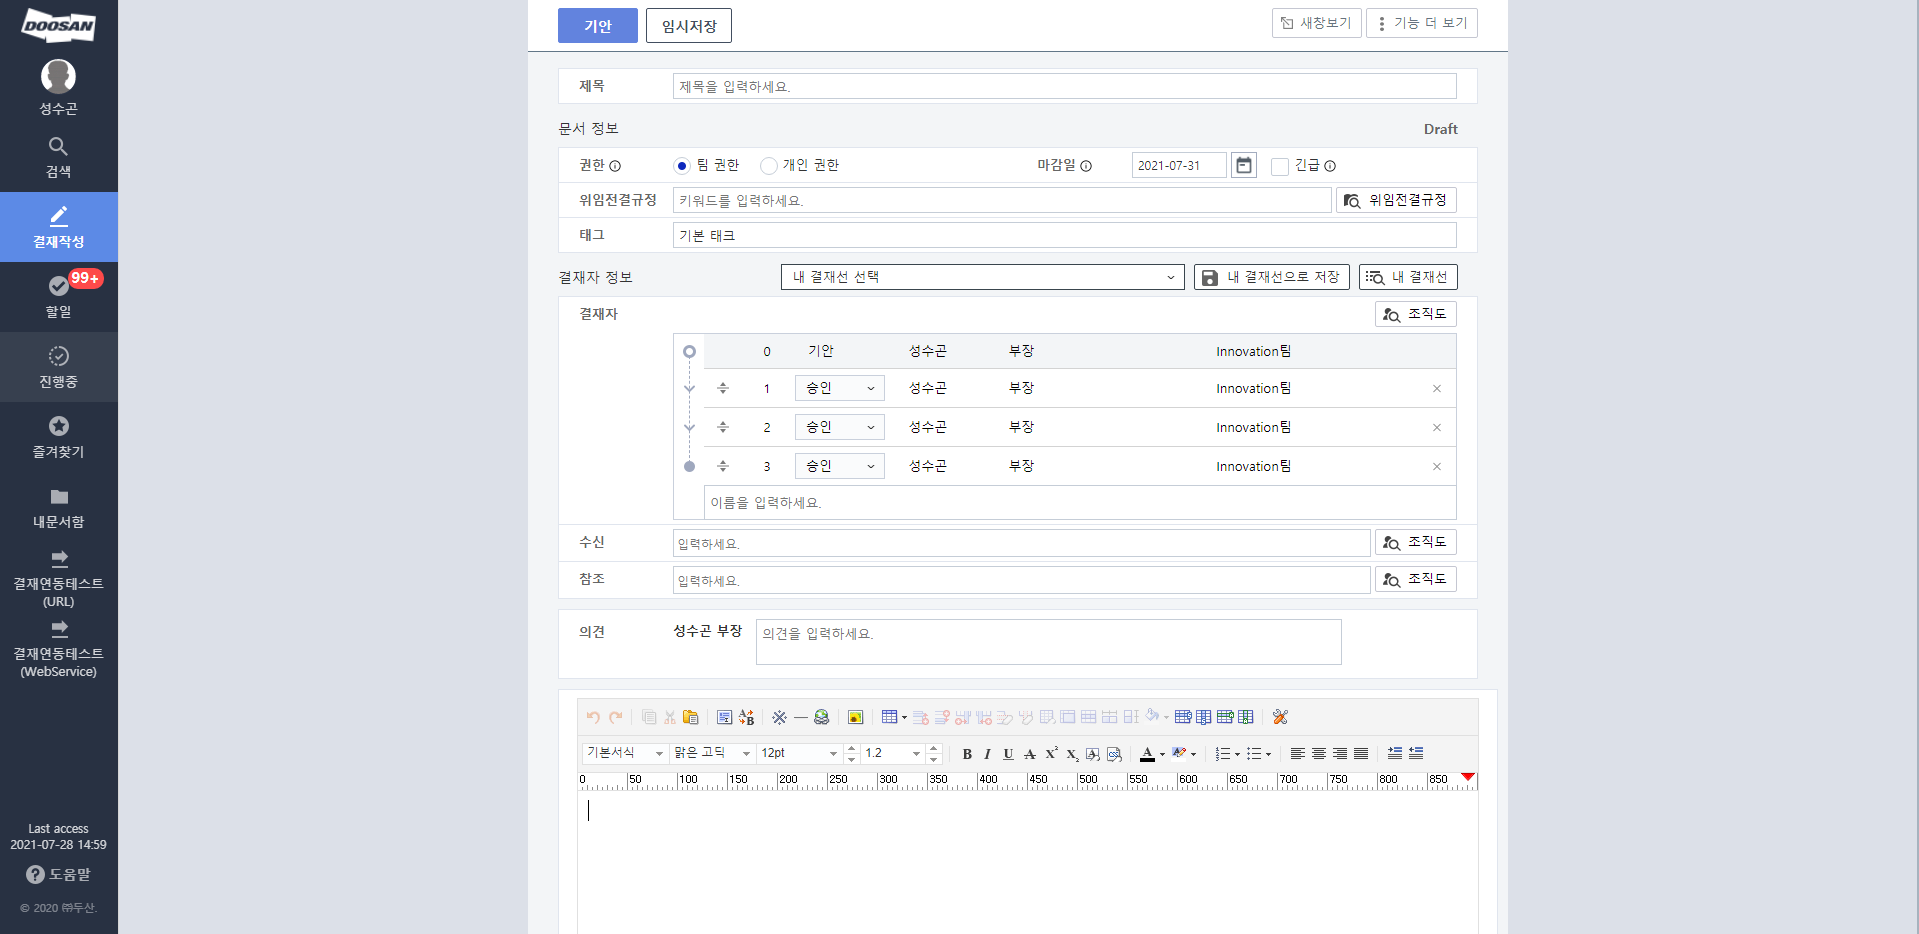 DOOSAN
성수곤
검색
결재작성
99+
할일
진행중
즐겨찾기
내문서함
결재연동테스트
(URL)
결재연동테스트
(WebService)
Last access
2021-07-28 14:59
도움말
© 2020 ㈜두산.
기안 임시저장 새창보기 기능 더 보기
제목 제목을 입력하세요.
문서 정보 Draft
권한 팀 권한 개인 권한 마감일 2021-07-31 긴급
위임전결규정 키워드를 입력하세요. 위임전결규정
태그 기본 태크
결재자 정보 내 결재선 선택 내 결재선으로 저장 내 결재선
결재자 조직도
0 기안 성수곤 부장 Innovation팀
1 승인 성수곤 부장 Innovation팀
2 승인 성수곤 부장 Innovation팀
3 승인 성수곤 부장 Innovation팀
이름을 입력하세요.
수신 입력하세요. 조직도
참조 입력하세요. 조직도
의견 성수곤 부장 의견을 입력하세요.
기본서식 맑은 고딕 12pt 1.2 B I U A X² X₂
0 50 100 150 200 250 300 350 400 450 500 550 600 650 700 750 800 850